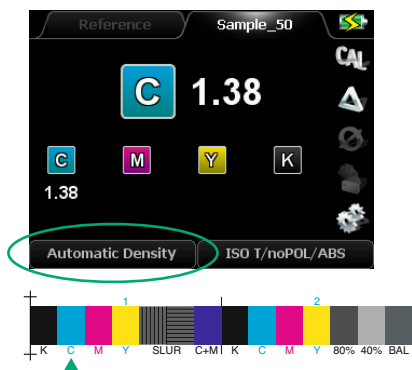 Reference Sample_50
CAL
C 1.38
C M Y K
1.38
Automatic Density ISO T/noPOL/ABS
1 2
K C M Y SLUR C+M K C M Y 80% 40% BAL